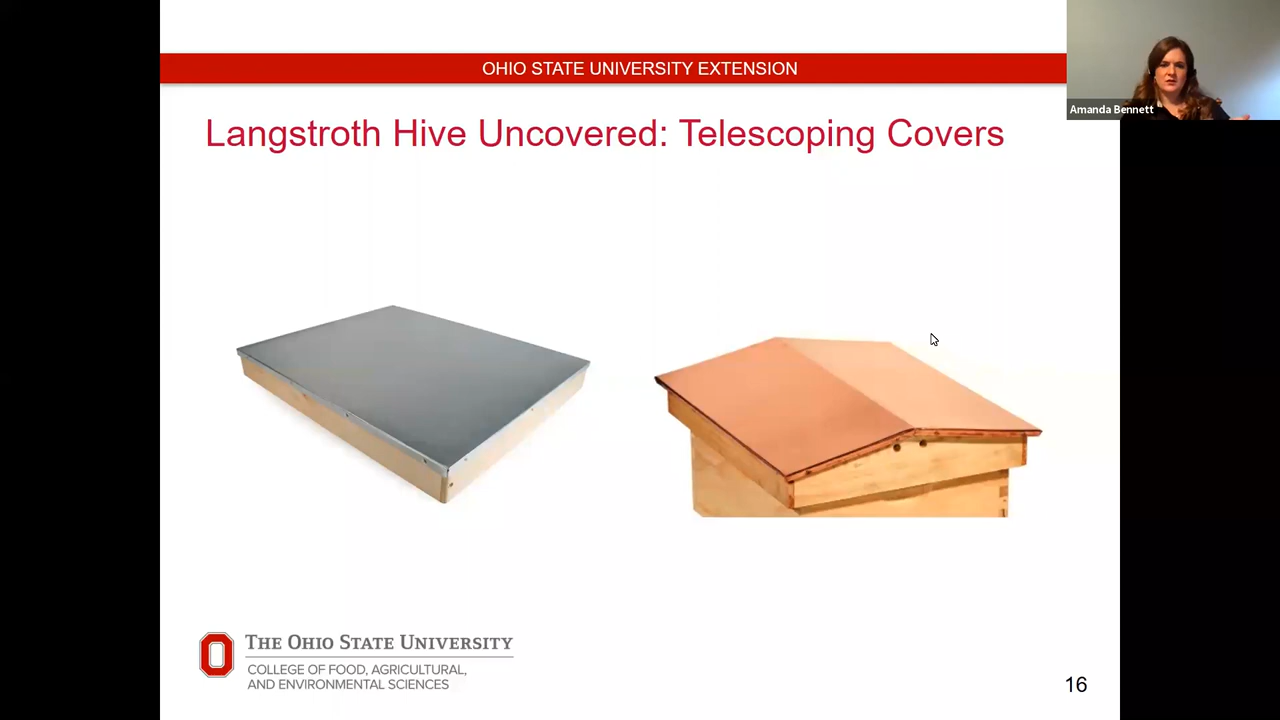 OHIO STATE UNIVERSITY EXTENSION
Amanda Bennett
Langstroth Hive Uncovered: Telescoping Covers
THE OHIO STATE UNIVERSITY
COLLEGE OF FOOD, AGRICULTURAL,
AND ENVIRONMENTAL SCIENCES
16